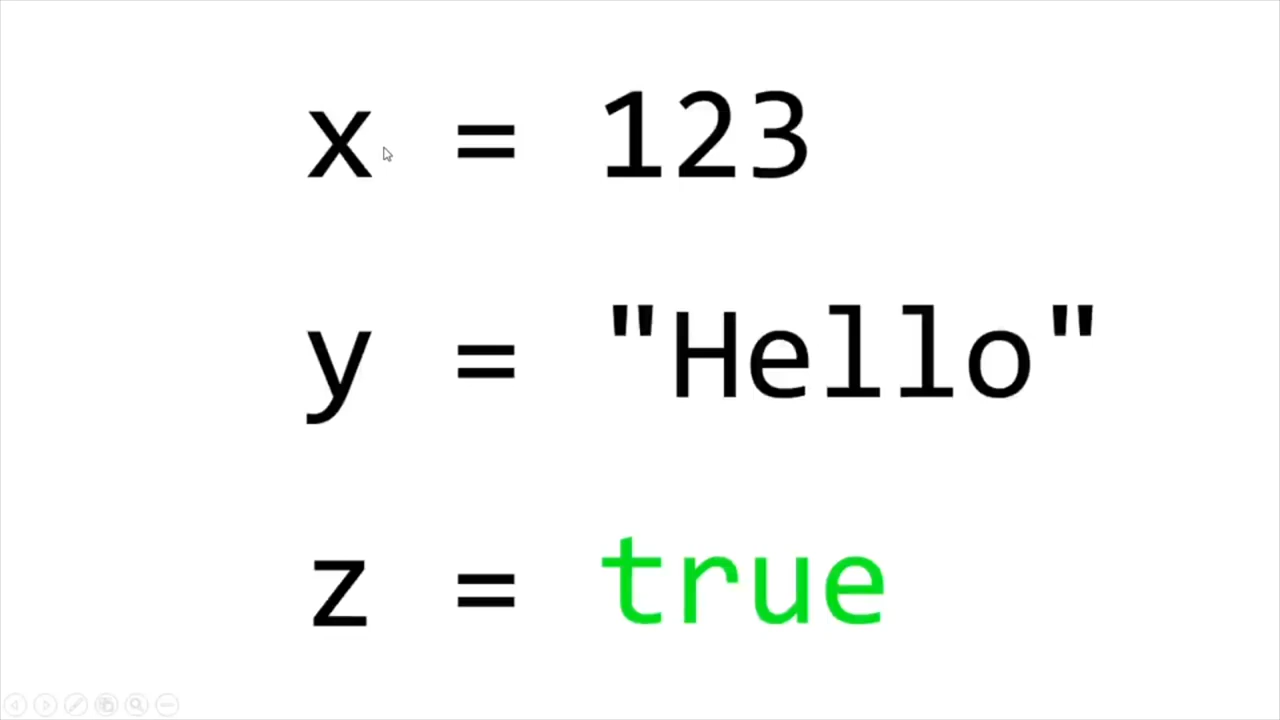 x = 123
y = "Hello"
z = true